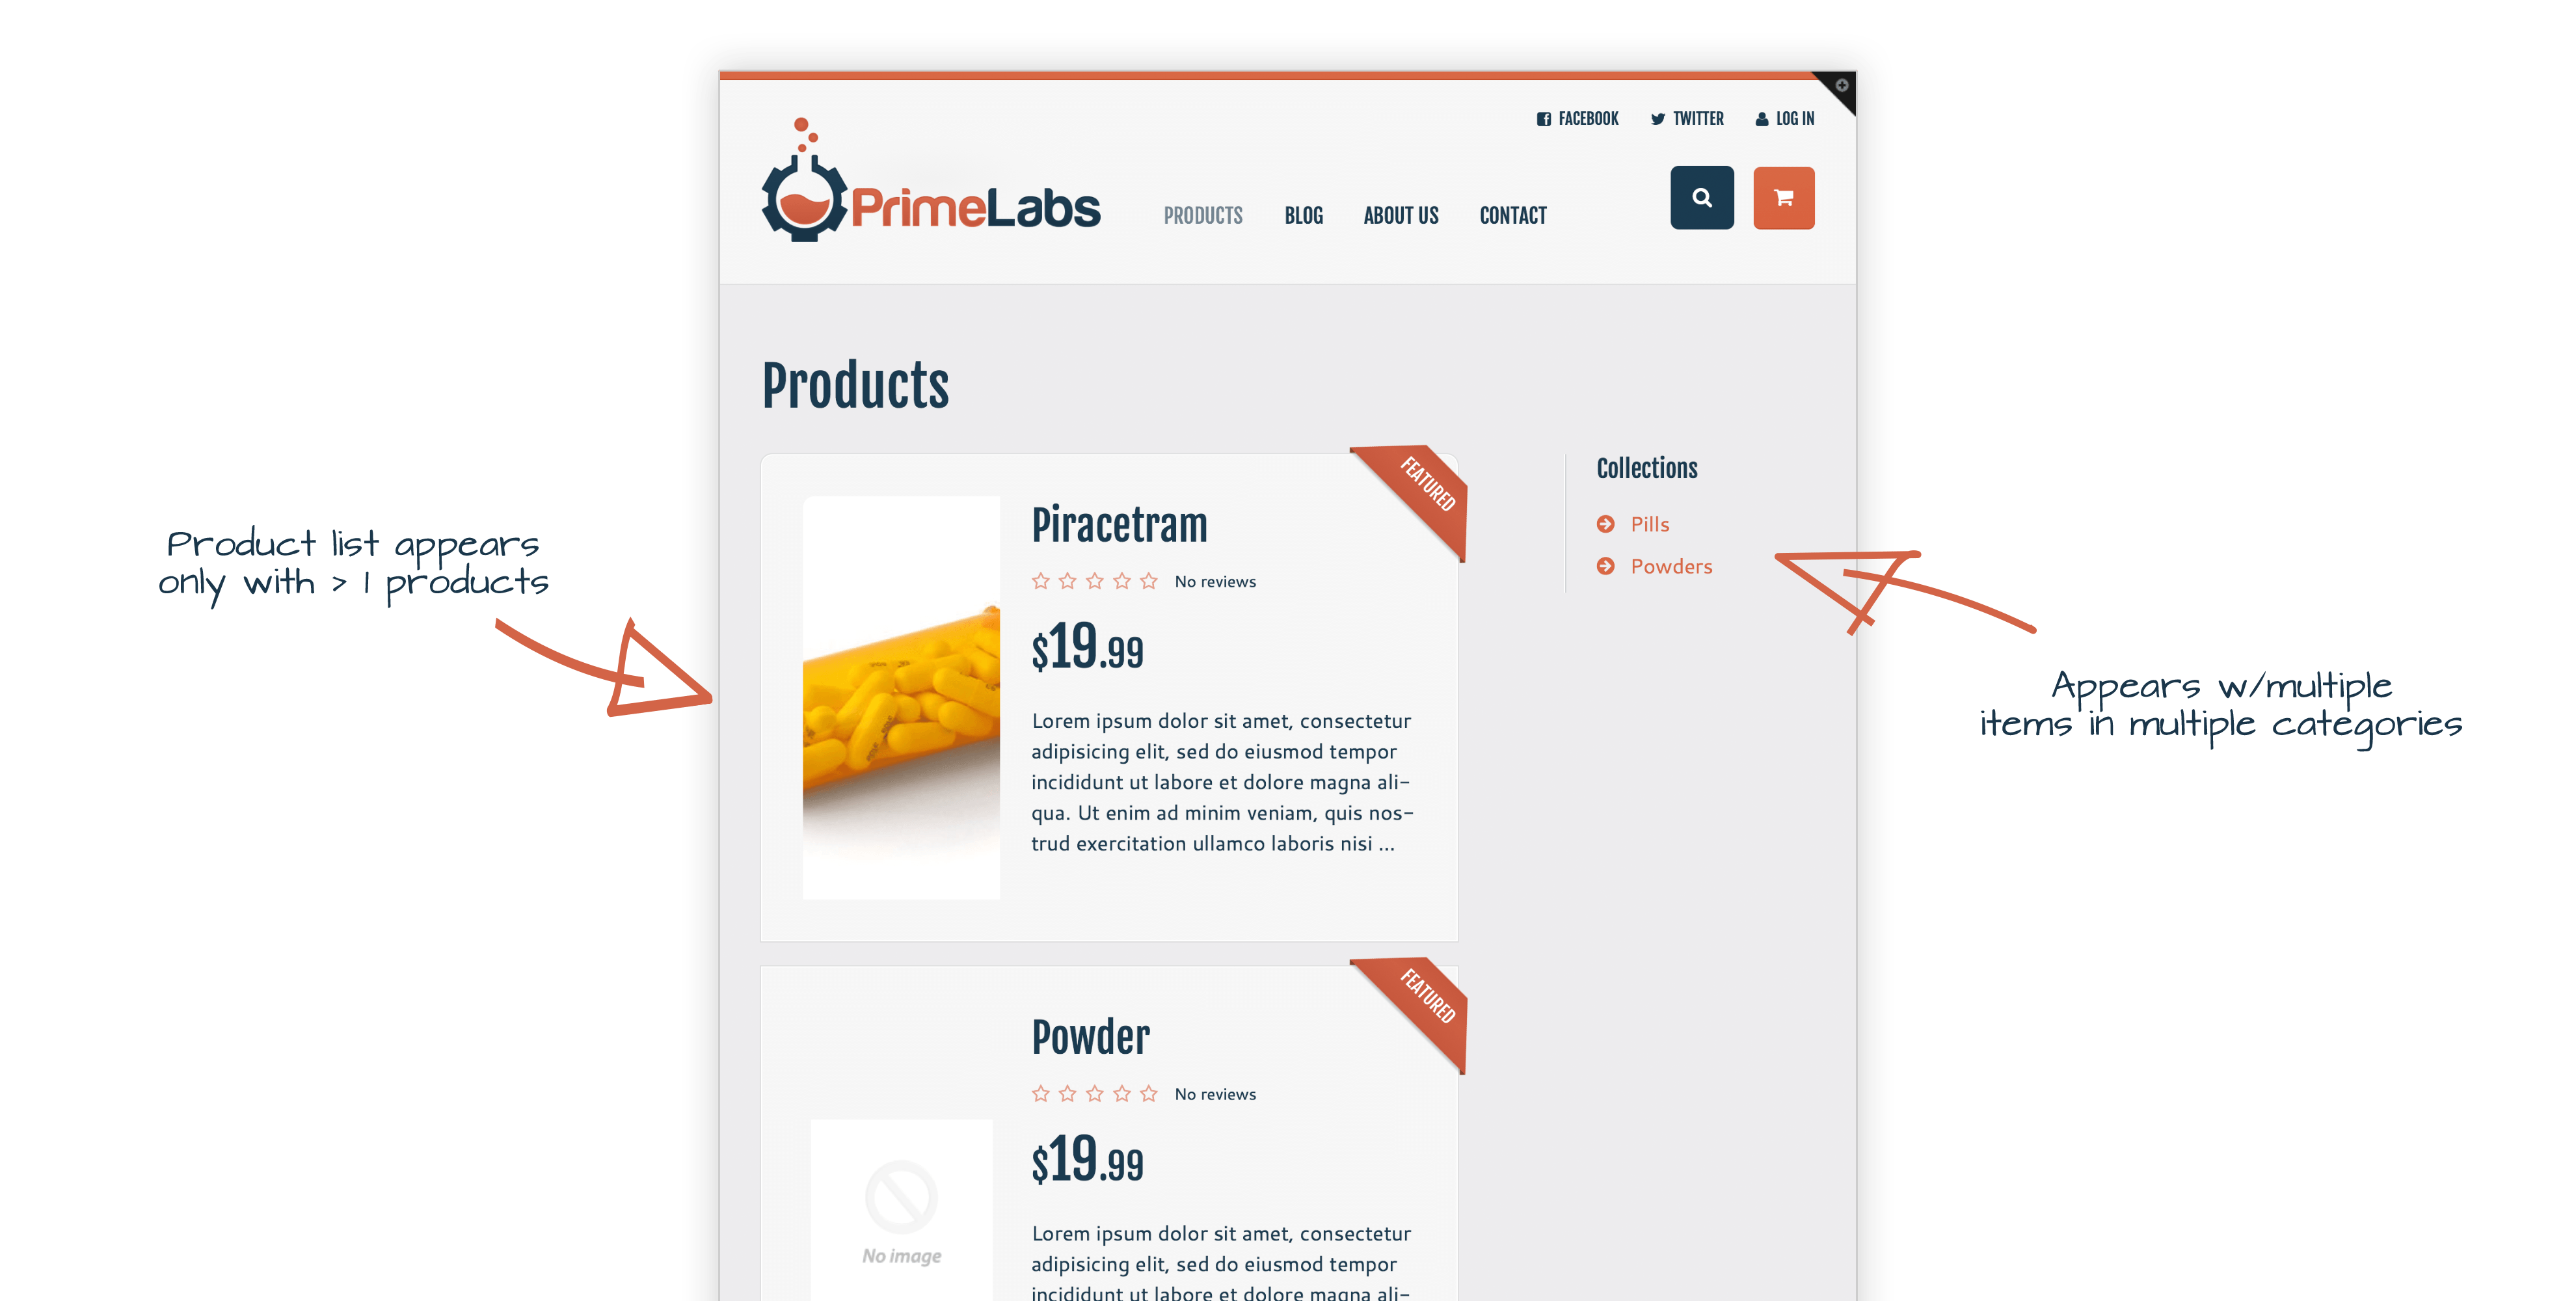 FACEBOOK TWITTER LOG IN
PrimeLabs
PRODUCTS BLOG ABOUT US CONTACT
Products
FEATURED
Piracetram
No reviews
$19.99
Lorem ipsum dolor sit amet, consectetur
adipisicing elit, sed do eiusmod tempor
incididunt ut labore et dolore magna ali-
qua. Ut enim ad minim veniam, quis nos-
trud exercitation ullamco laboris nisi ...
Collections
Pills
Powders
Product list appears
only with > 1 products
Appears w/multiple
items in multiple categories
FEATURED
Powder
No reviews
$19.99
No image
Lorem ipsum dolor sit amet, consectetur
adipisicing elit, sed do eiusmod tempor
incididunt ut labore et dolore magna ali-